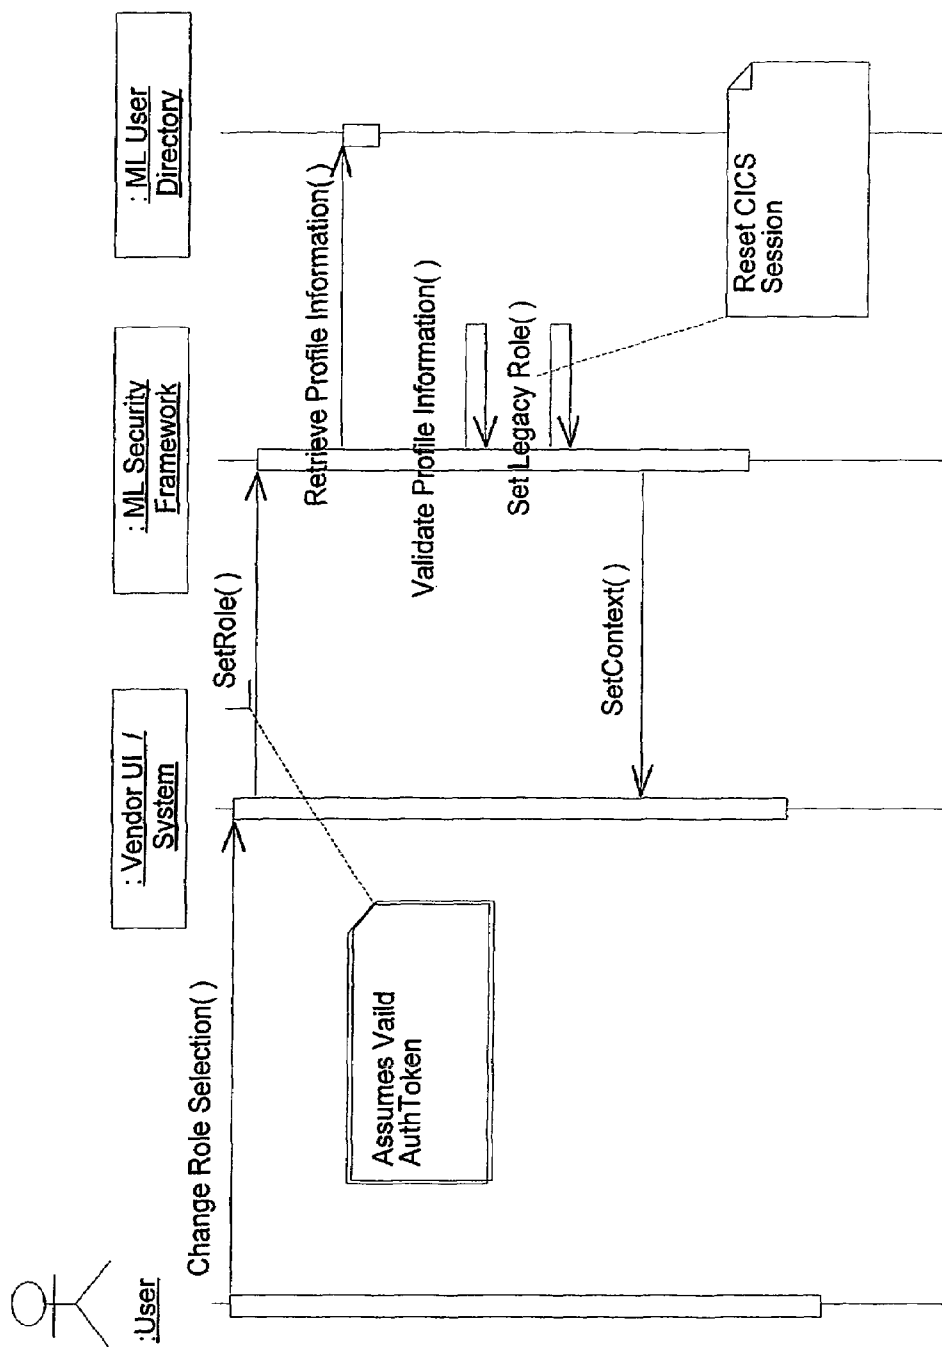 :User
: Vendor UI /
System
: ML Security
Framework
: ML User
Directory
Change Role Selection( )
SetRole( )
Assumes Vaild
AuthToken
Retrieve Profile Information( )
Validate Profile Information( )
Set Legacy Role( )
Reset CICS
Session
SetContext( )